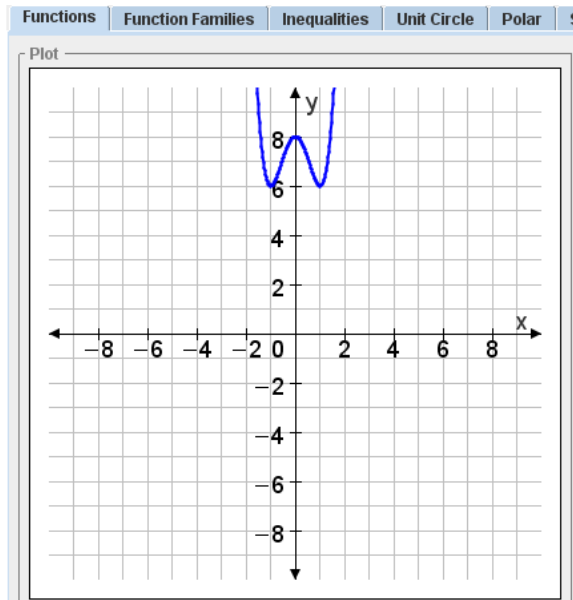 Functions Function Families Inequalities Unit Circle Polar
Plot
y
8
6
4
2
x
−8 −6 −4 −2 0 2 4 6 8
−2
−4
−6
−8